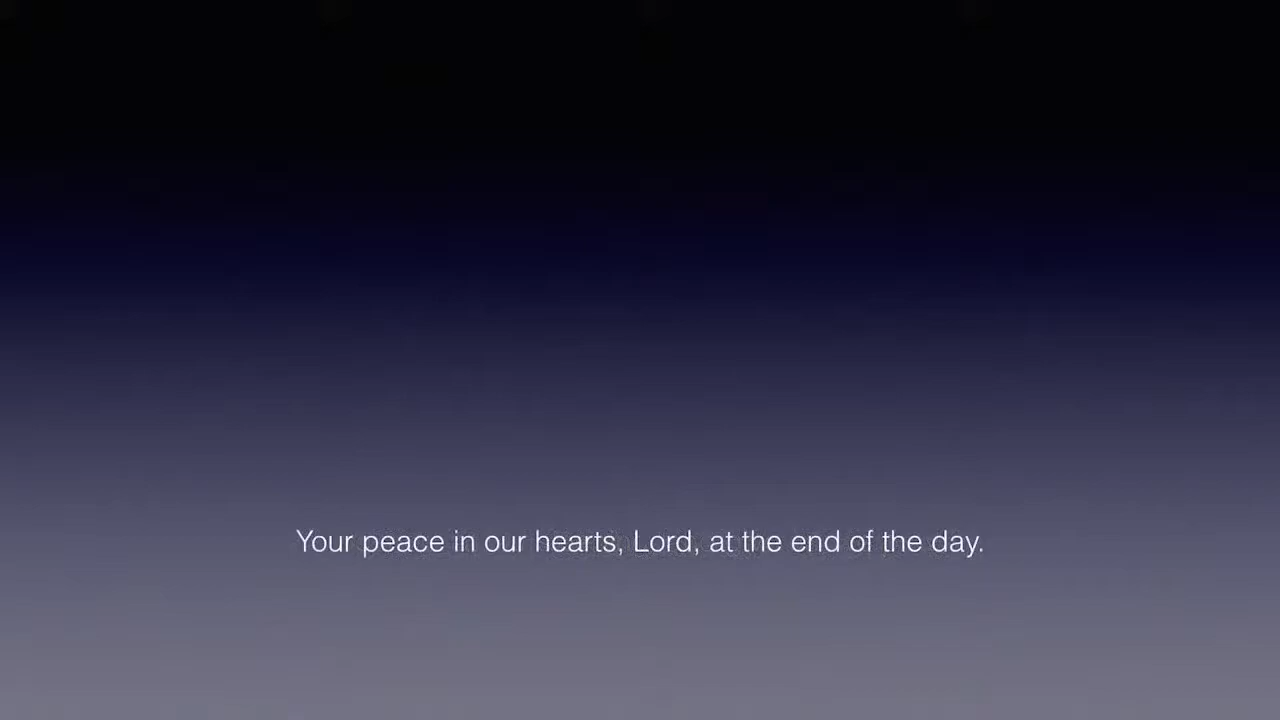 Your peace in our hearts, Lord, at the end of the day.